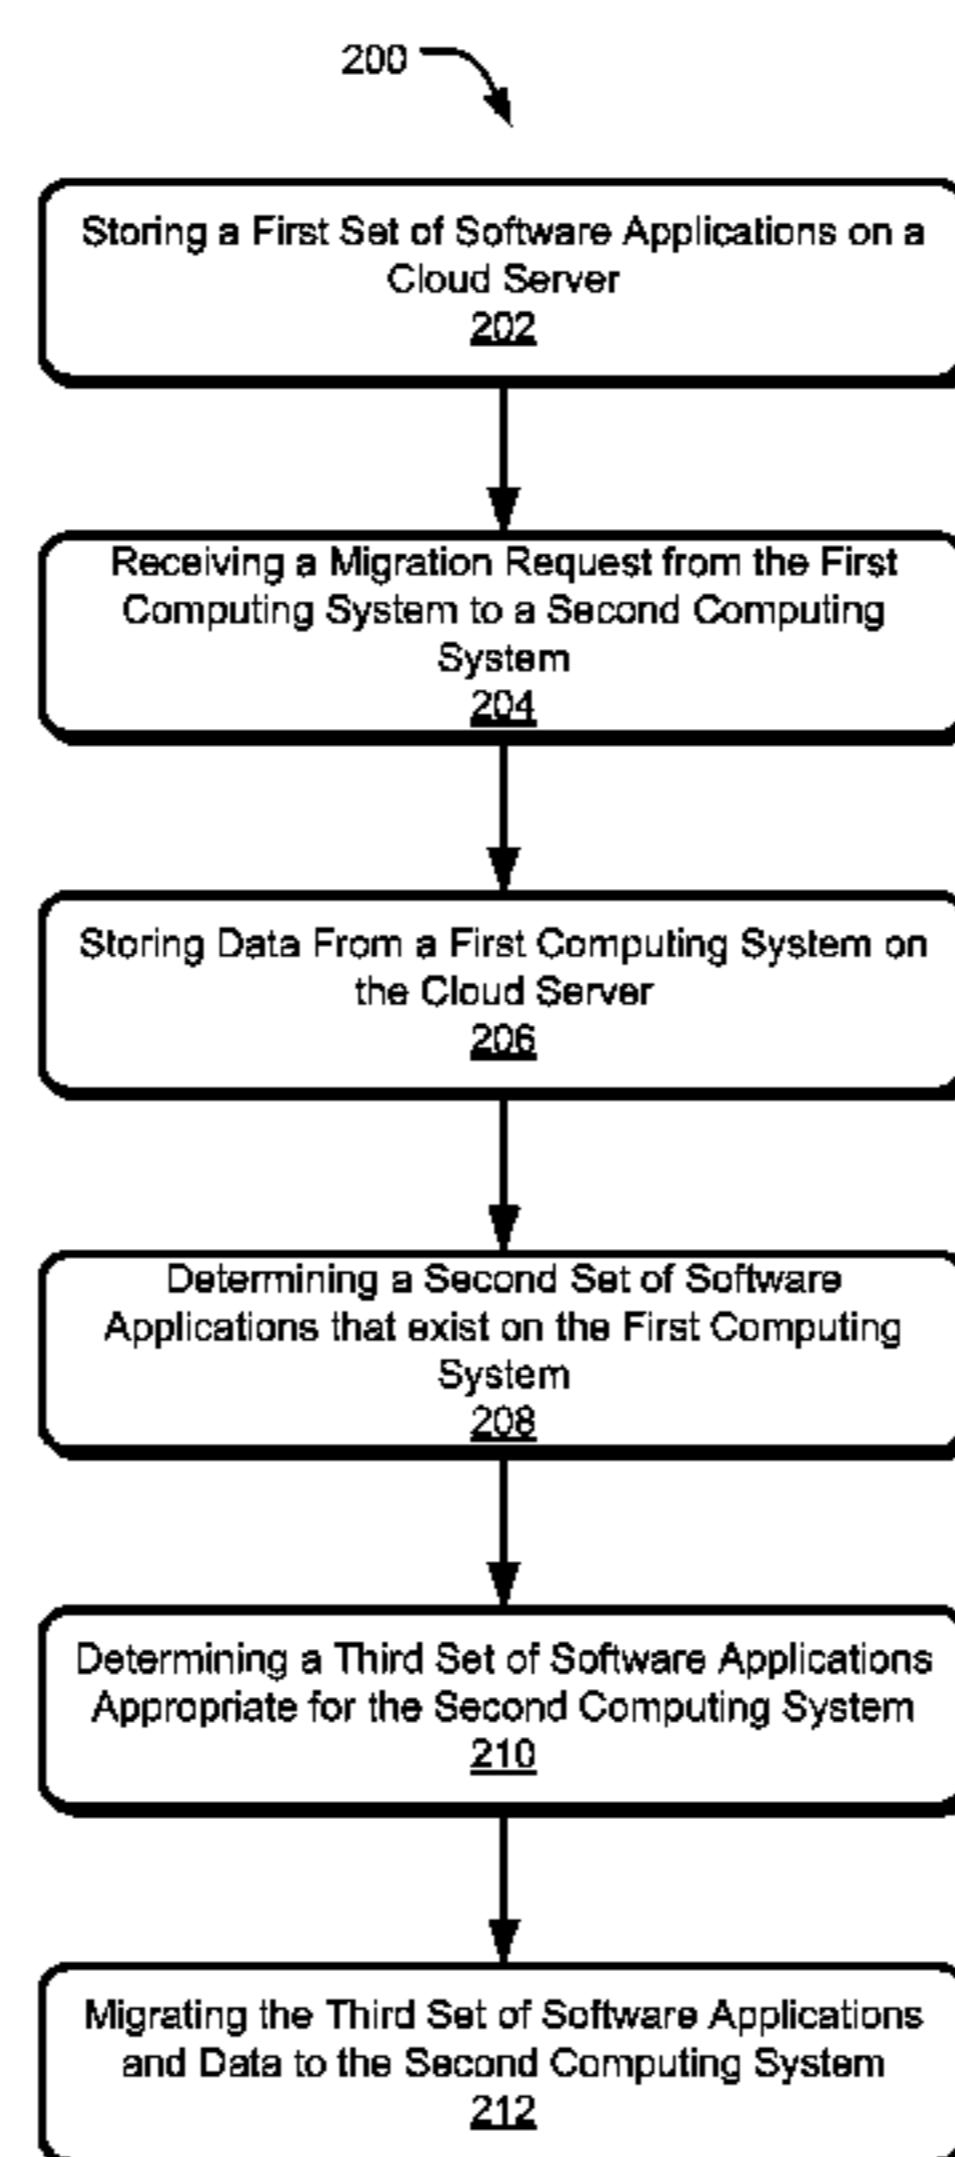 200
Storing a First Set of Software Applications on a
Cloud Server
202
Receiving a Migration Request from the First
Computing System to a Second Computing
System
204
Storing Data From a First Computing System on
the Cloud Server
206
Determining a Second Set of Software
Applications that exist on the First Computing
System
208
Determining a Third Set of Software Applications
Appropriate for the Second Computing System
210
Migrating the Third Set of Software Applications
and Data to the Second Computing System
212